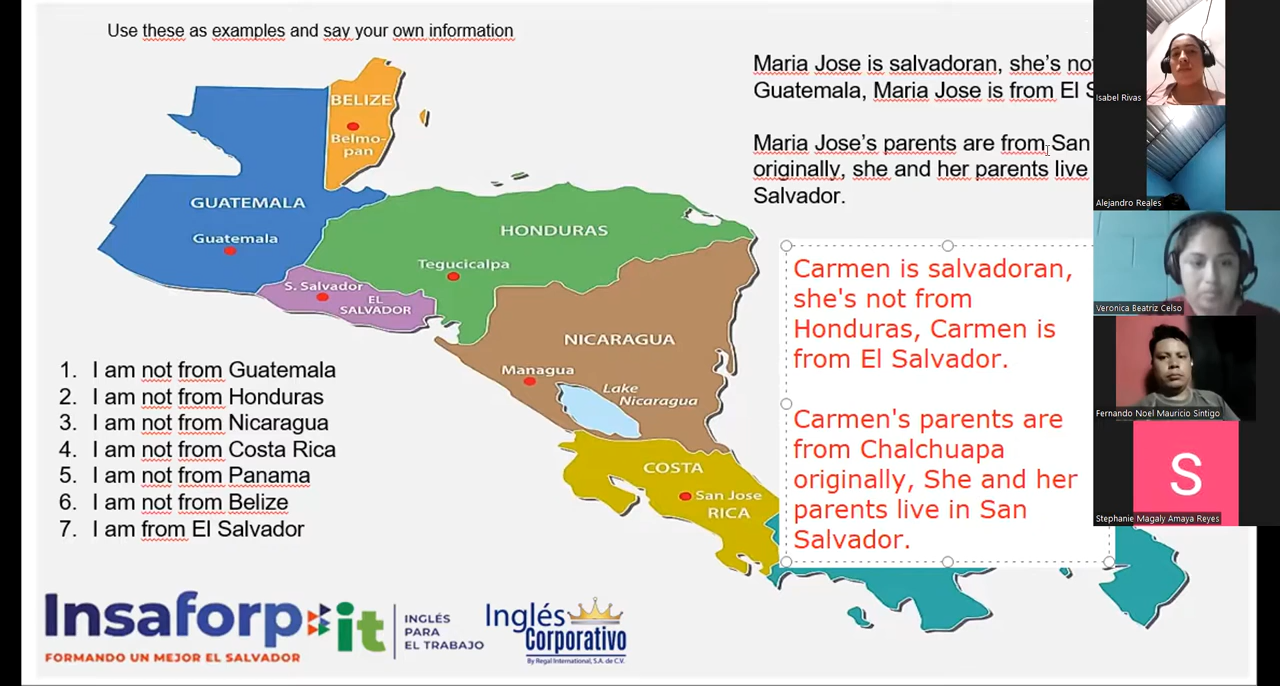 Use these as examples and say your own information
Maria Jose is salvadoran, she's not
Guatemala, Maria Jose is from El
Maria Jose's parents are from San
originally, she and her parents live
Salvador.
BELIZE
Belmo-
pan
GUATEMALA
Guatemala
HONDURAS
Tegucicalpa
S. Salvador
EL
SALVADOR
NICARAGUA
Managua
Lake
Nicaragua
COSTA
San Jose
RICA
Carmen is salvadoran,
she's not from
Honduras, Carmen is
from El Salvador.
Carmen's parents are
from Chalchuapa
originally, She and her
parents live in San
Salvador.
1. I am not from Guatemala
2. I am not from Honduras
3. I am not from Nicaragua
4. I am not from Costa Rica
5. I am not from Panama
6. I am not from Belize
7. I am from El Salvador
Insaforp it
FORMANDO UN MEJOR EL SALVADOR
INGLÉS
PARA
EL TRABAJO
Inglés
Corporativo
By Regal International, S.A. de C.V.
Isabel Rivas
Alejandro Reales
Veronica Beatriz Celso
Fernando Noel Mauricio Sintigo
S
Stephanie Magaly Amaya Reyes